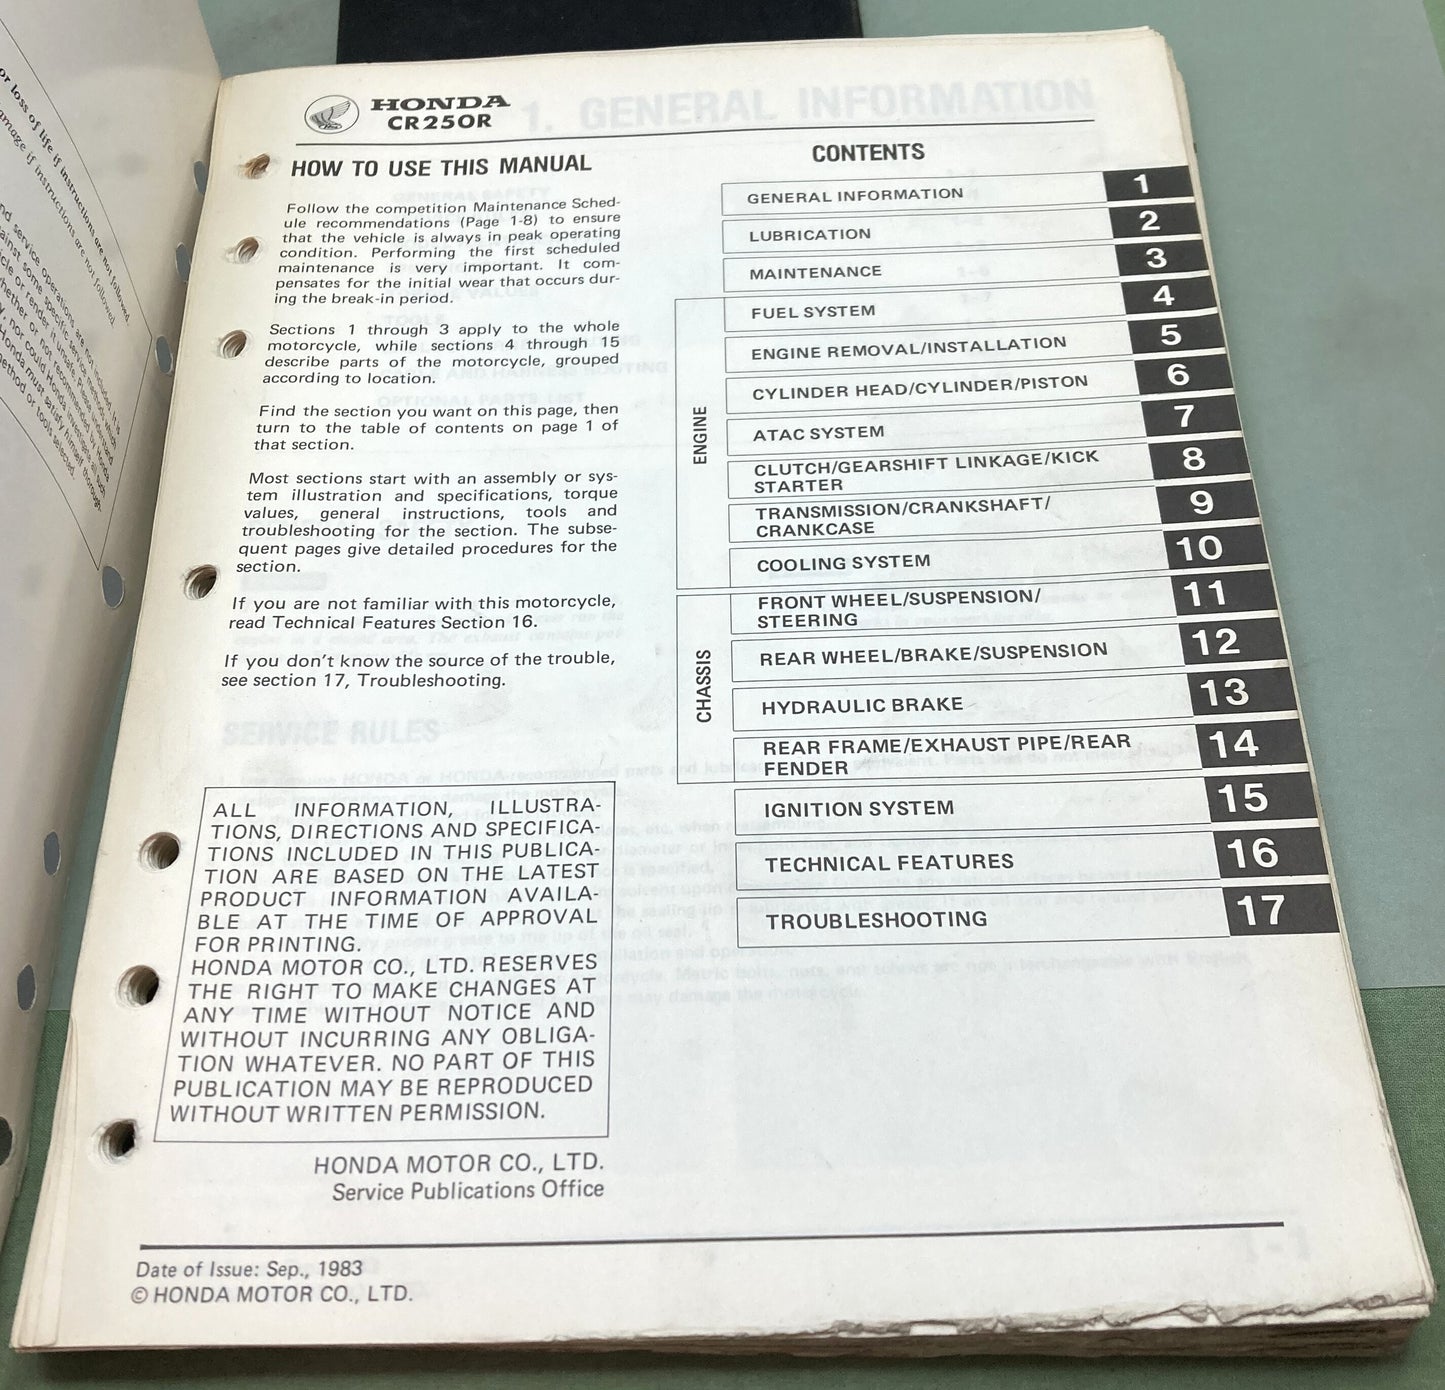 or loss of life if instructions are not followed.
damage if instructions are not followed
HONDA
CR250R
HOW TO USE THIS MANUAL
Follow the competition Maintenance Sched-
ule recommendations (Page 1-8) to ensure
that the vehicle is always in peak operating
condition. Performing the first scheduled
maintenance is very important. It com-
pensates for the initial wear that occurs dur-
ing the break-in period.
Sections 1 through 3 apply to the whole
motorcycle, while sections 4 through 15
describe parts of the motorcycle, grouped
according to location.
Find the section you want on this page, then
turn to the table of contents on page 1 of
that section.
Most sections start with an assembly or sys-
tem illustration and specifications, torque
values, general instructions, tools and
troubleshooting for the section. The subse-
quent pages give detailed procedures for the
section.
If you are not familiar with this motorcycle,
read Technical Features Section 16.
If you don't know the source of the trouble,
see section 17, Troubleshooting.
ALL INFORMATION, ILLUSTRA-
TIONS, DIRECTIONS AND SPECIFICA-
TIONS INCLUDED IN THIS PUBLICA-
TION ARE BASED ON THE LATEST
PRODUCT INFORMATION AVAILA-
BLE AT THE TIME OF APPROVAL
FOR PRINTING.
HONDA MOTOR CO., LTD. RESERVES
THE RIGHT TO MAKE CHANGES AT
ANY TIME WITHOUT NOTICE AND
WITHOUT INCURRING ANY OBLIGA-
TION WHATEVER. NO PART OF THIS
PUBLICATION MAY BE REPRODUCED
WITHOUT WRITTEN PERMISSION.
HONDA MOTOR CO., LTD.
Service Publications Office
CONTENTS
GENERAL INFORMATION 1
LUBRICATION 2
MAINTENANCE 3
ENGINE
FUEL SYSTEM 4
ENGINE REMOVAL/INSTALLATION 5
CYLINDER HEAD/CYLINDER/PISTON 6
ATAC SYSTEM 7
CLUTCH/GEARSHIFT LINKAGE/KICK 8
STARTER
TRANSMISSION/CRANKSHAFT/ 9
CRANKCASE
COOLING SYSTEM 10
CHASSIS
FRONT WHEEL/SUSPENSION/ 11
STEERING
REAR WHEEL/BRAKE/SUSPENSION 12
HYDRAULIC BRAKE 13
REAR FRAME/EXHAUST PIPE/REAR 14
FENDER
IGNITION SYSTEM 15
TECHNICAL FEATURES 16
TROUBLESHOOTING 17
Date of Issue: Sep., 1983
© HONDA MOTOR CO., LTD.